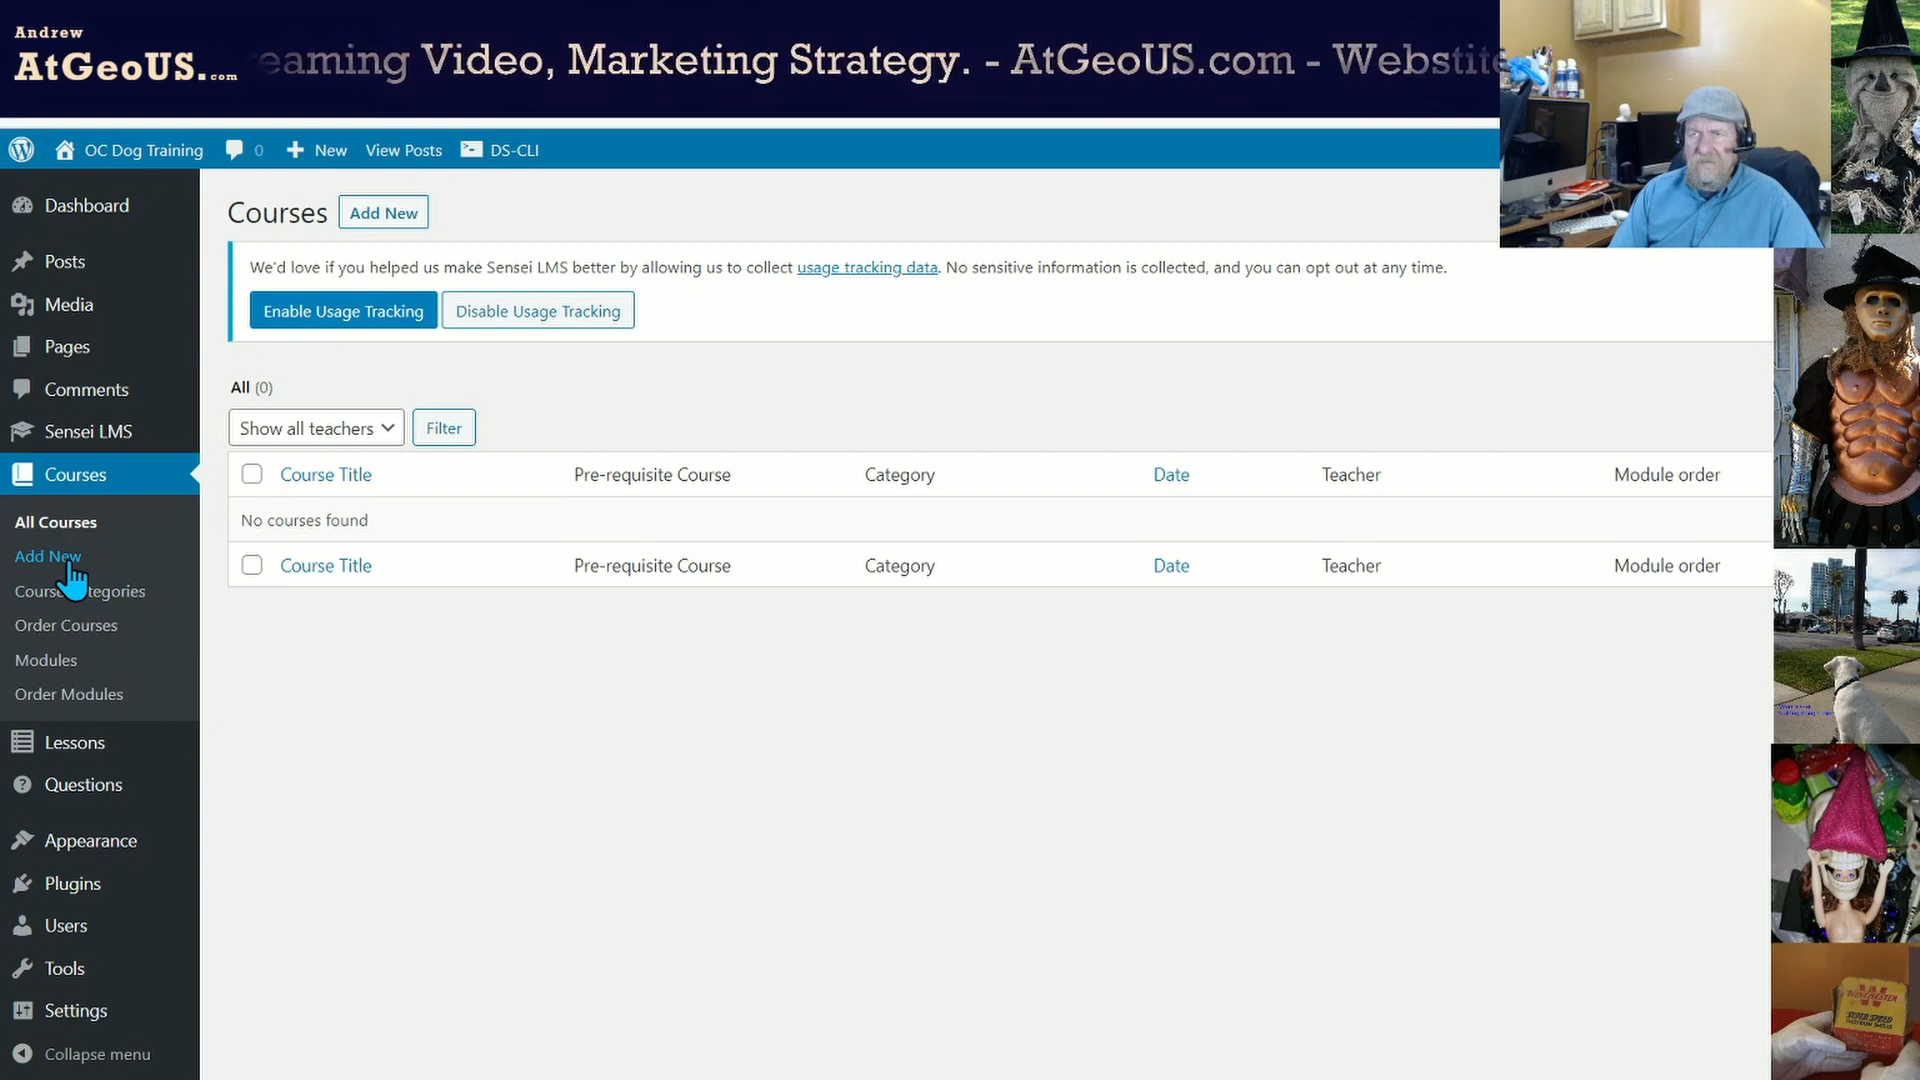 Andrew
AtGeoUS.com
eaming Video, Marketing Strategy. - AtGeoUS.com - Website
OC Dog Training
0
New
View Posts
DS-CLI
Dashboard
Posts
Media
Pages
Comments
Sensei LMS
Courses
All Courses
Add New
Course Categories
Order Courses
Modules
Order Modules
Lessons
Questions
Appearance
Plugins
Users
Tools
Settings
Collapse menu
Courses
Add New
We'd love if you helped us make Sensei LMS better by allowing us to collect usage tracking data. No sensitive information is collected, and you can opt out at any time.
Enable Usage Tracking
Disable Usage Tracking
All (0)
Show all teachers
Filter
Course Title Pre-requisite Course Category Date Teacher Module order
No courses found
Course Title Pre-requisite Course Category Date Teacher Module order
WINCHESTER
SUPER SPEED